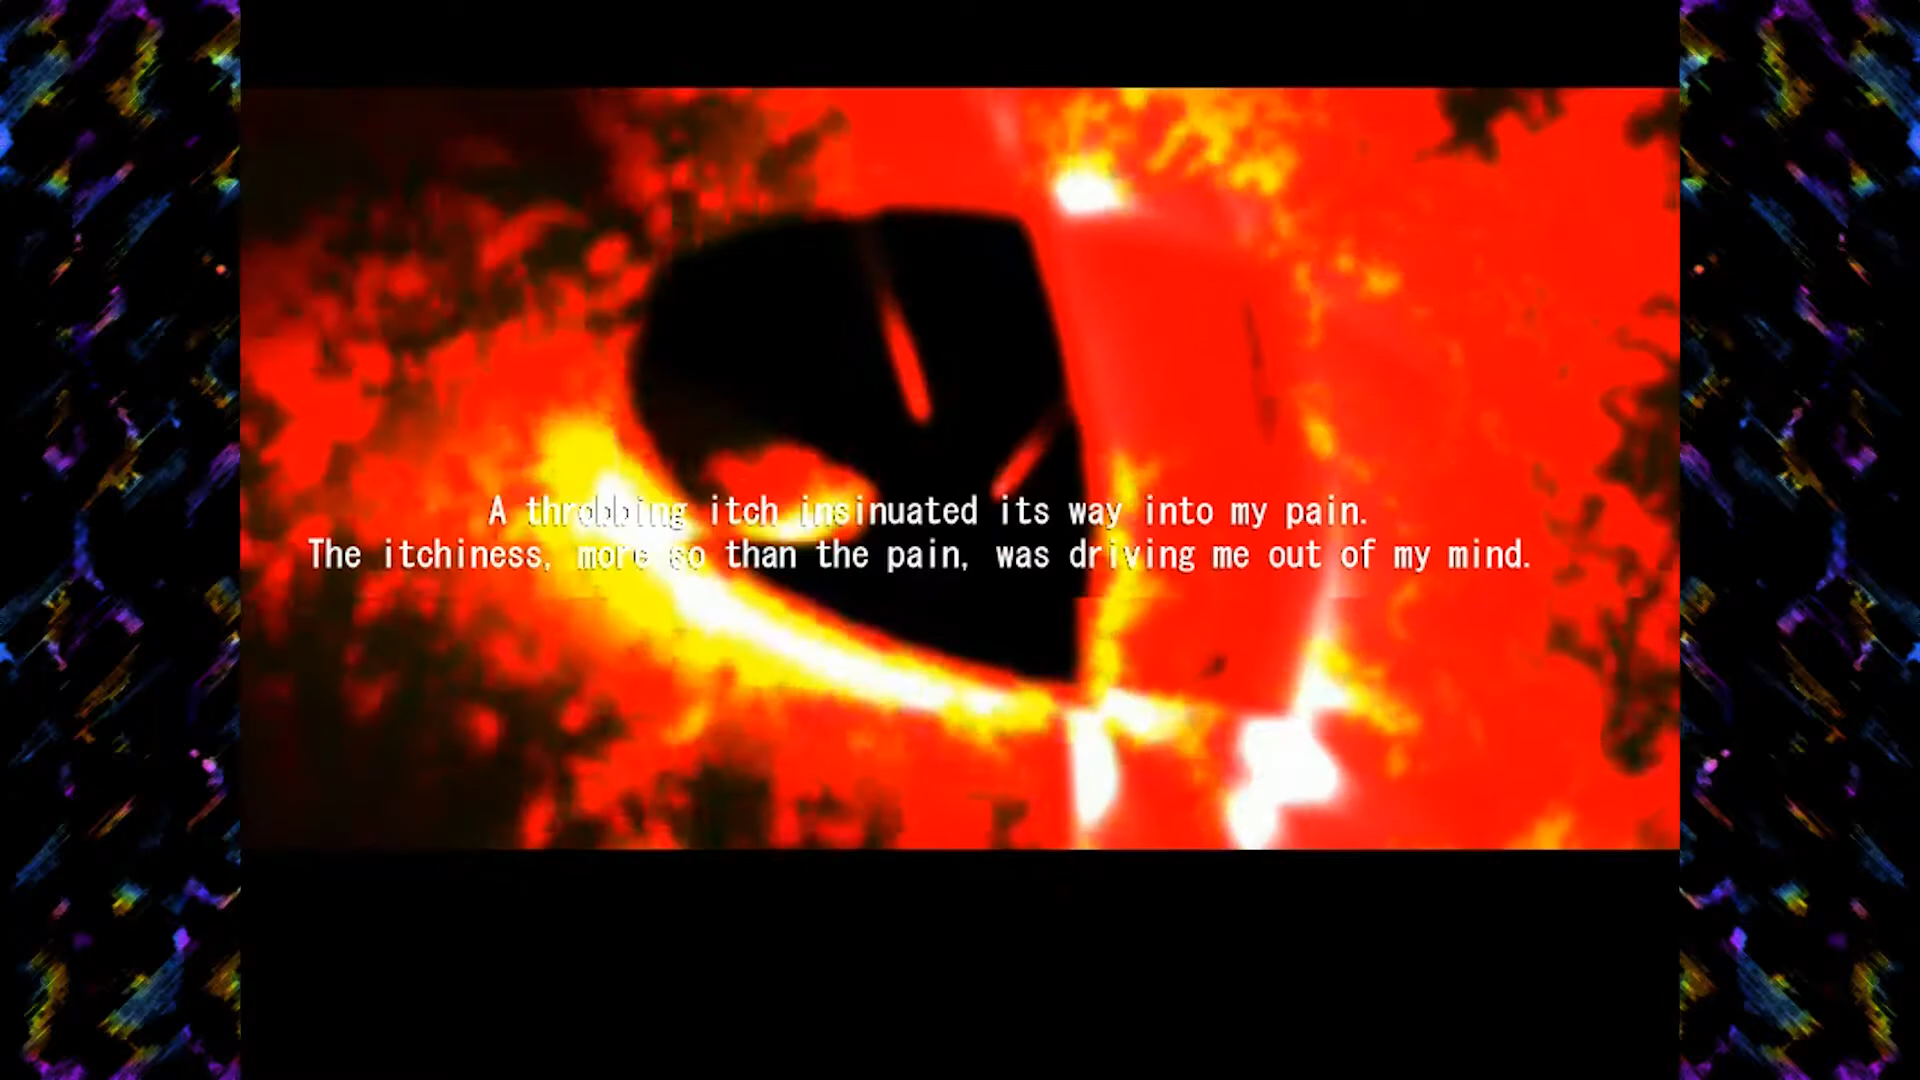 A throbbing itch insinuated its way into my pain.
The itchiness, more so than the pain, was driving me out of my mind.